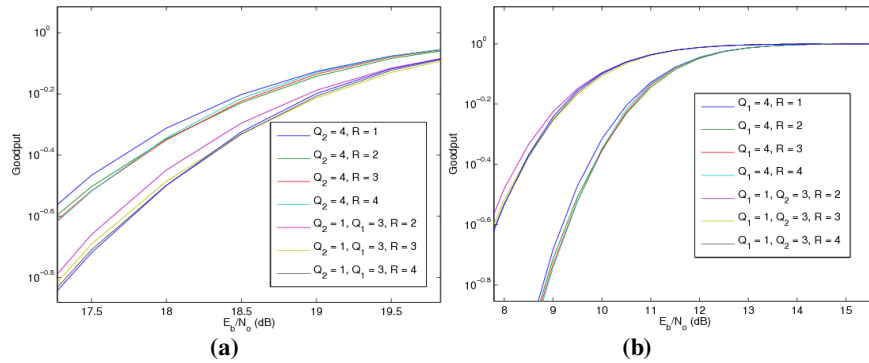 10^0
10^-0.2
10^-0.4
10^-0.6
10^-0.8
Goodput
Q_2 = 4, R = 1
Q_2 = 4, R = 2
Q_2 = 4, R = 3
Q_2 = 4, R = 4
Q_2 = 1, Q_1 = 3, R = 2
Q_2 = 1, Q_1 = 3, R = 3
Q_2 = 1, Q_1 = 3, R = 4
17.5 18 18.5 19 19.5
E_b/N_o (dB)
(a)
10^0
10^-0.2
10^-0.4
10^-0.6
10^-0.8
Goodput
Q_1 = 4, R = 1
Q_1 = 4, R = 2
Q_1 = 4, R = 3
Q_1 = 4, R = 4
Q_1 = 1, Q_2 = 3, R = 2
Q_1 = 1, Q_2 = 3, R = 3
Q_1 = 1, Q_2 = 3, R = 4
8 9 10 11 12 13 14 15
E_b/N_o (dB)
(b)